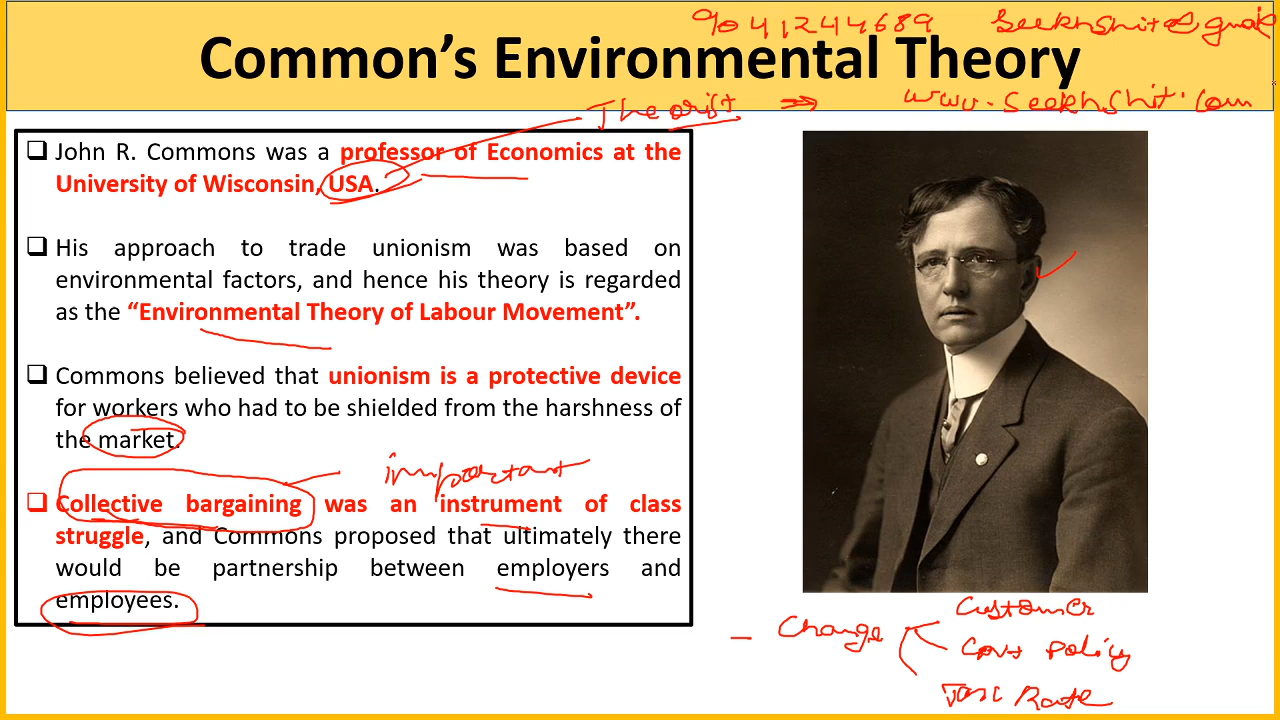 9041244689 seekhshit@gmail
Common's Environmental Theory
Theorist ⇒ www.seekhshit.com
❑ John R. Commons was a professor of Economics at the
University of Wisconsin, USA.
❑ His approach to trade unionism was based on
environmental factors, and hence his theory is regarded
as the “Environmental Theory of Labour Movement”.
❑ Commons believed that unionism is a protective device
for workers who had to be shielded from the harshness of
the market.
important
❑ Collective bargaining was an instrument of class
struggle, and Commons proposed that ultimately there
would be partnership between employers and
employees.
Customer
– Change
Govt Policy
Tax Rate